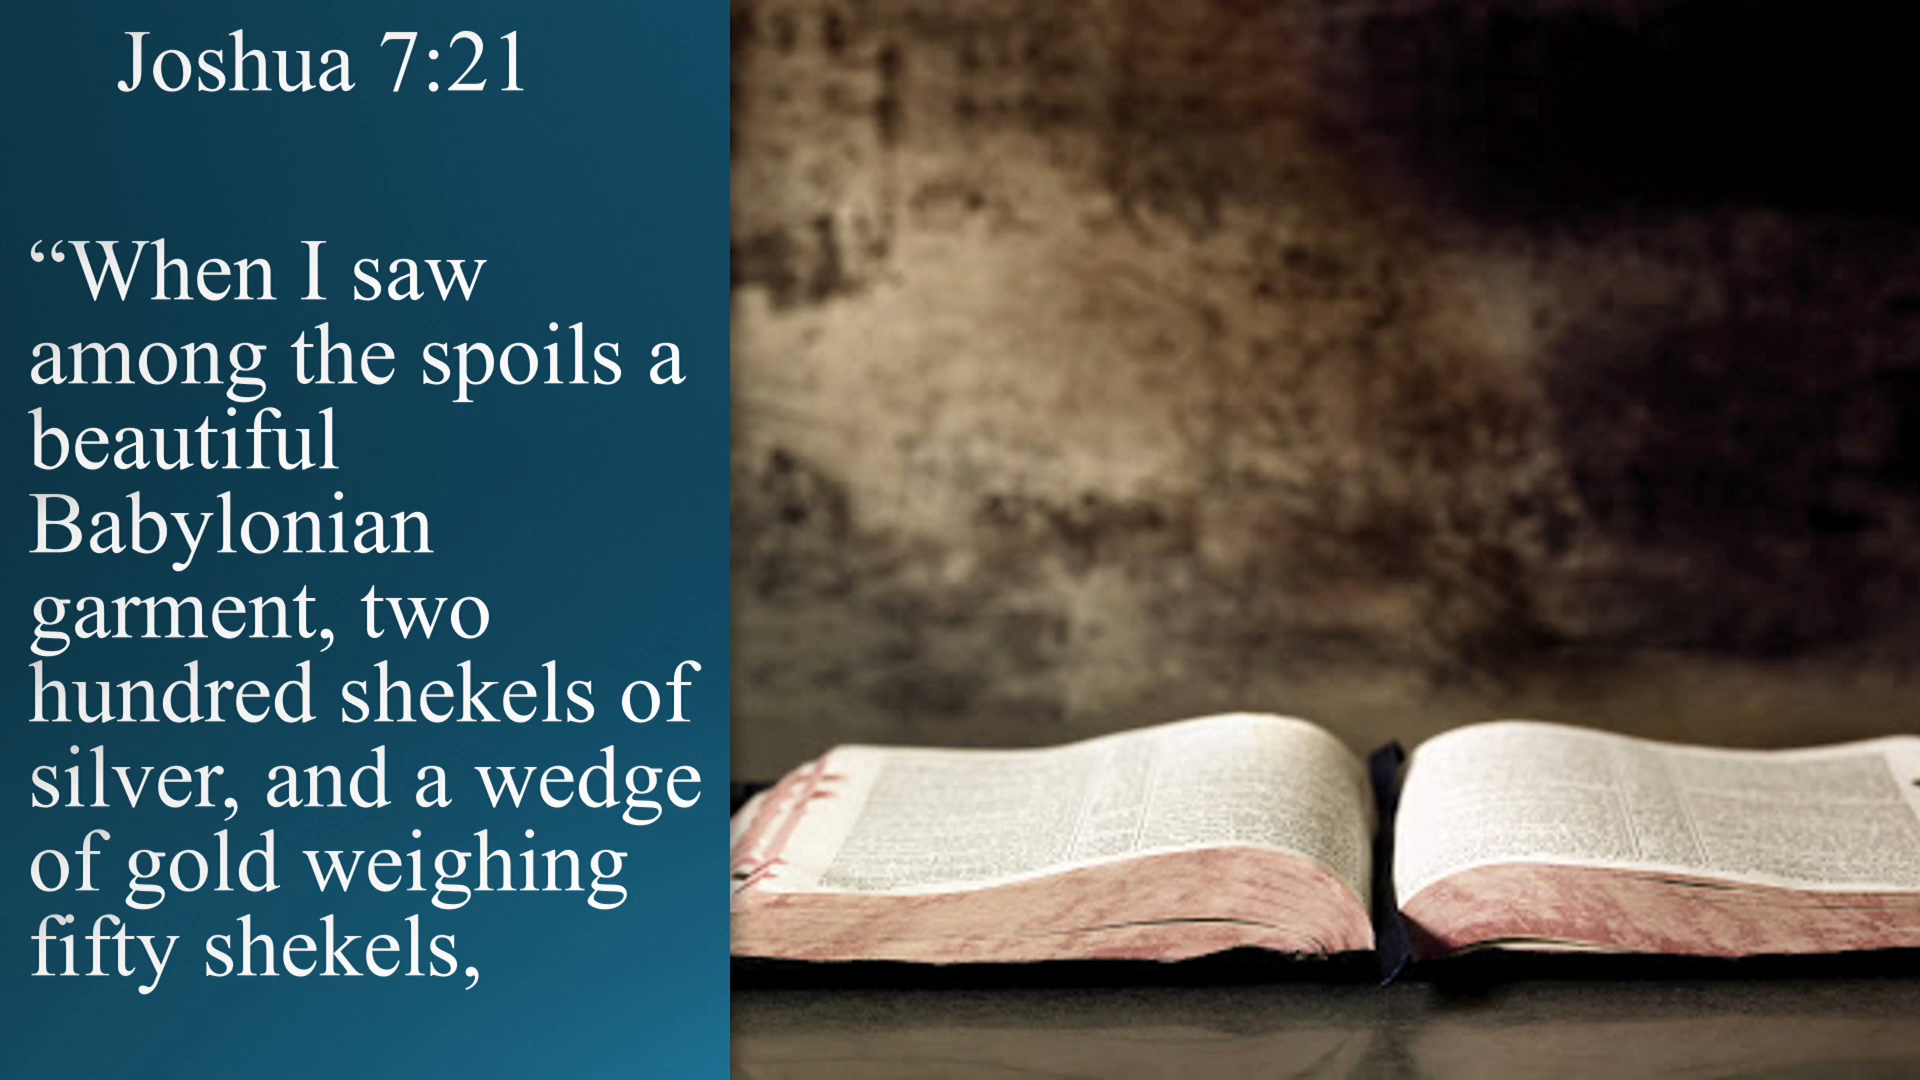 Joshua 7:21
“When I saw
among the spoils a
beautiful
Babylonian
garment, two
hundred shekels of
silver, and a wedge
of gold weighing
fifty shekels,